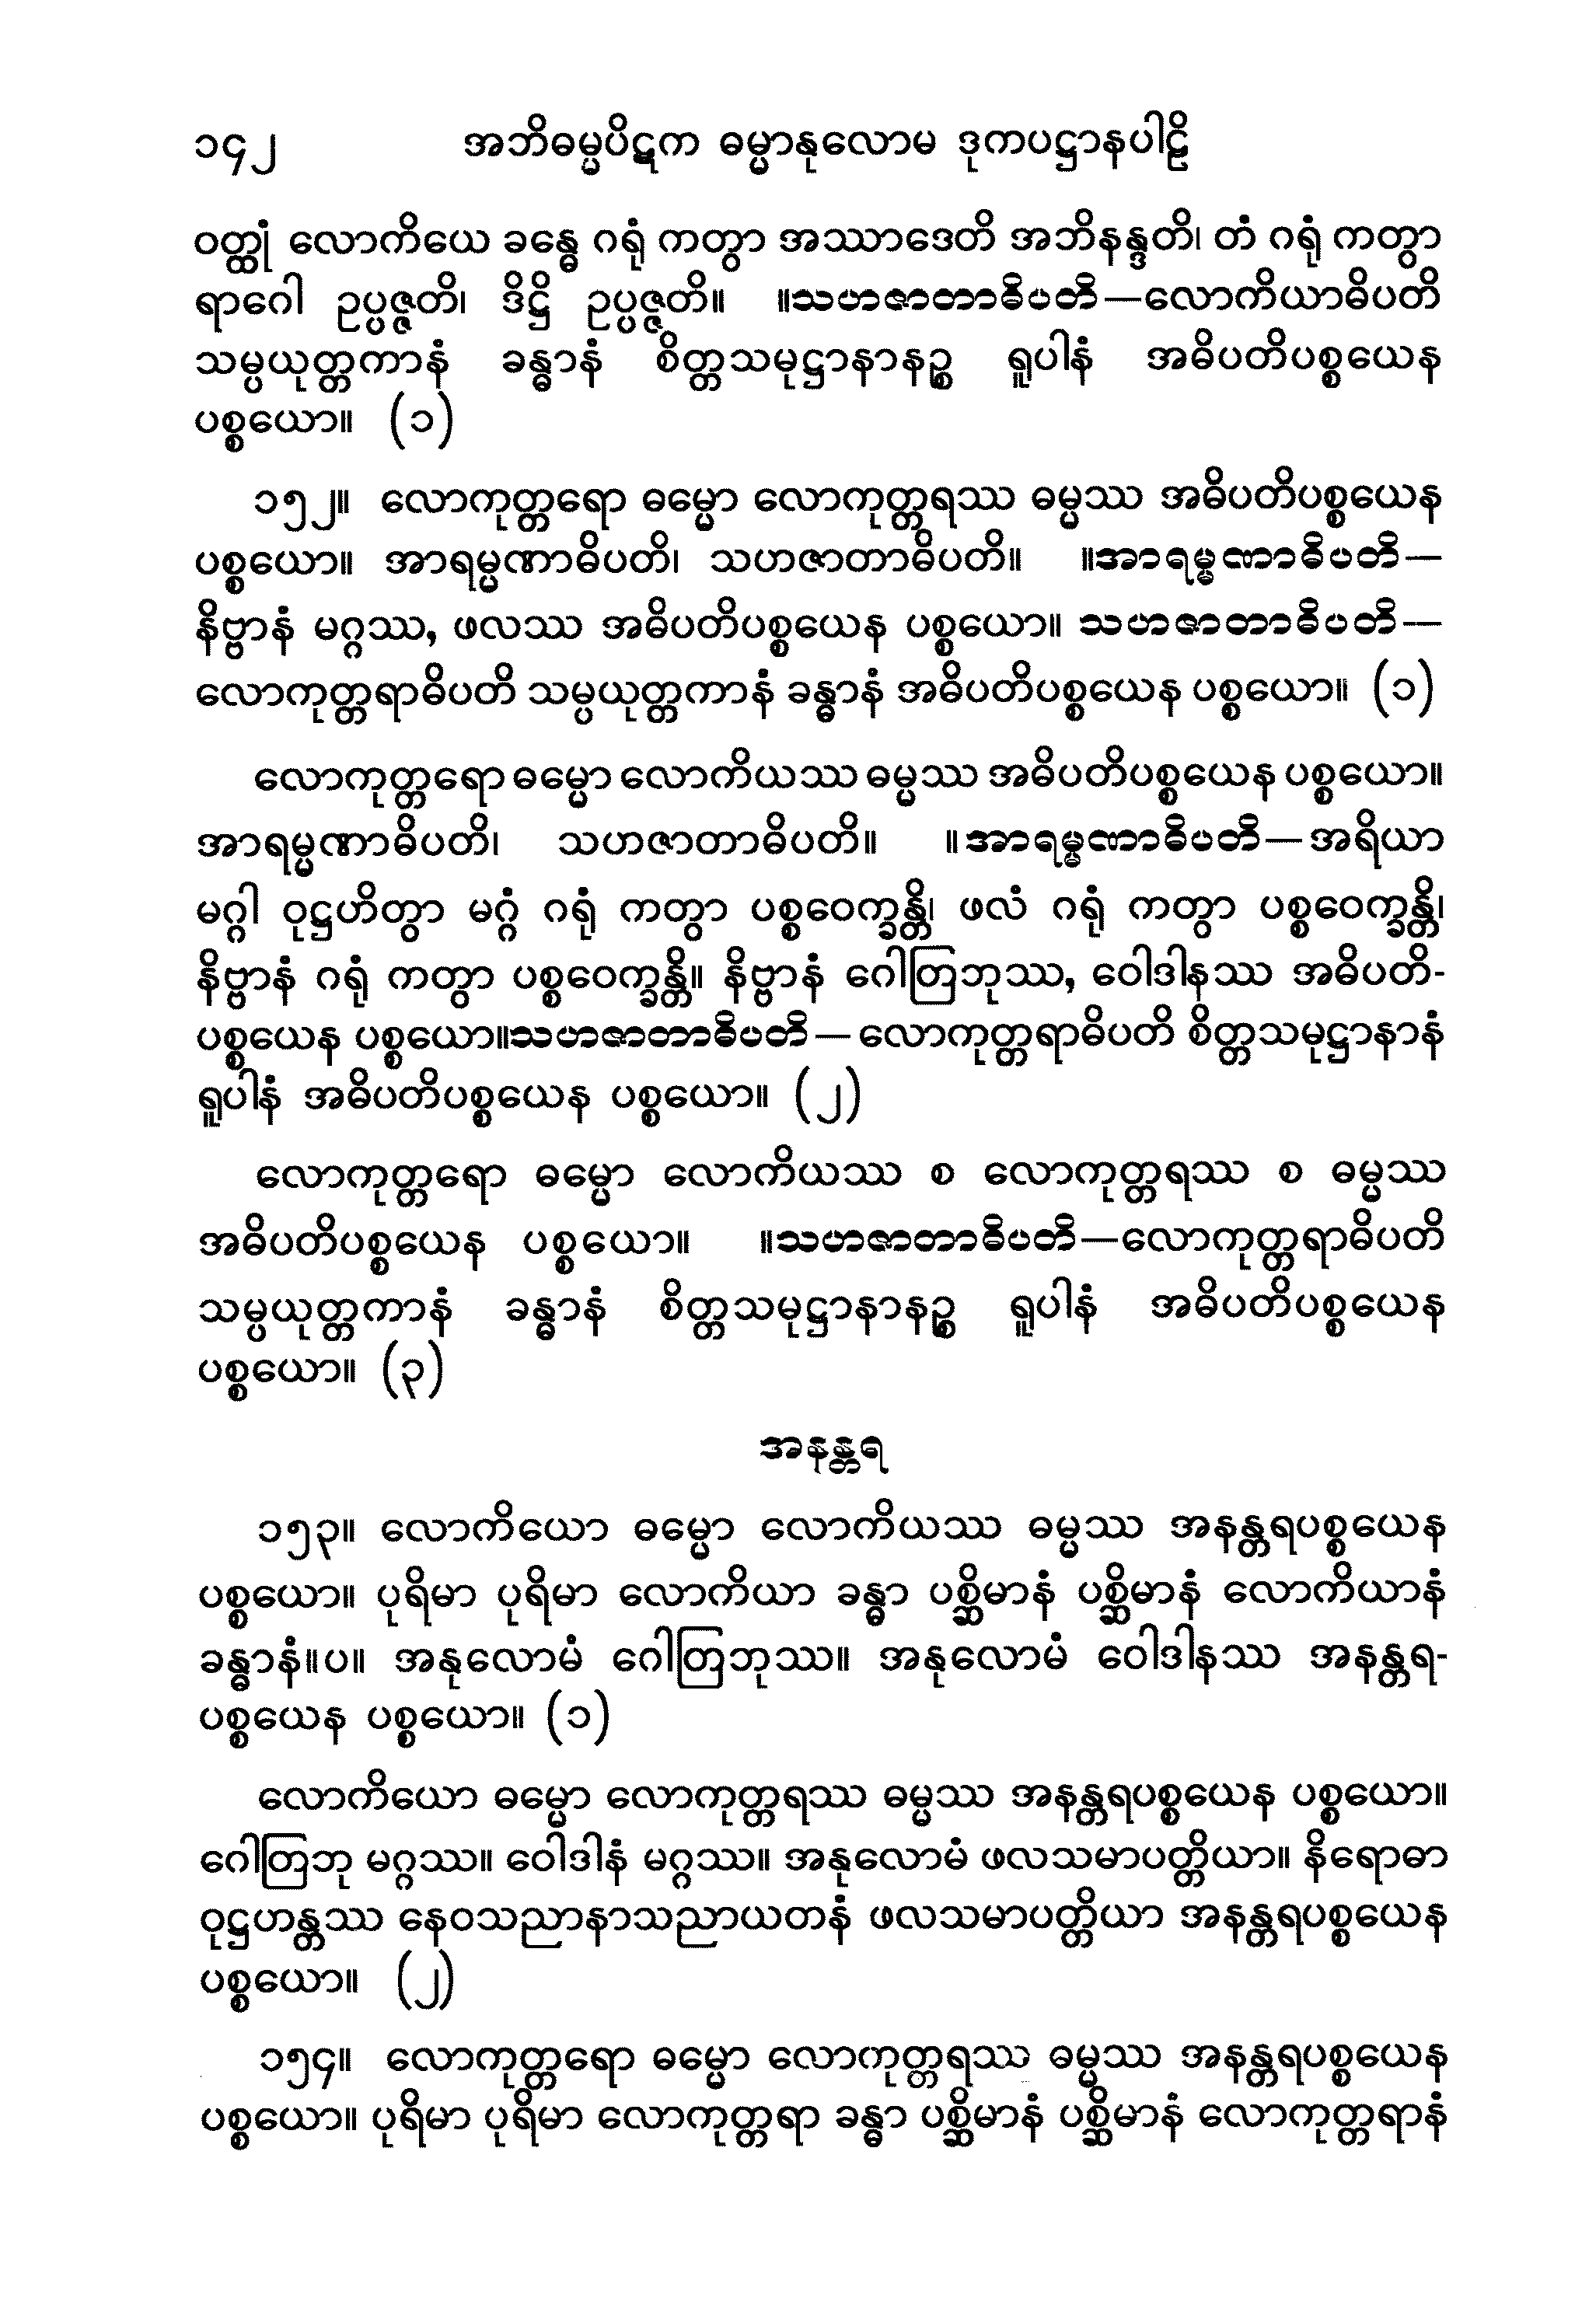 ၁၄၂ အဘိဓမ္မပိဋက ဓမ္မာနုလောမ ဒုကပဋ္ဌာနပါဠိ
ဝတ္ထုံ လောကိယေ ခန္ဓေ ဂရုံ ကတွာ အဿာဒေတိ အဘိနန္ဒတိ၊ တံ ဂရုံ ကတွာ
ရာဂေါ ဥပ္ပဇ္ဇတိ၊ ဒိဋ္ဌိ ဥပ္ပဇ္ဇတိ။ ။သဟဇာတာဓိပတိ—လောကိယာဓိပတိ
သမ္ပယုတ္တကာနံ ခန္ဓာနံ စိတ္တသမုဋ္ဌာနာနဉ္စ ရူပါနံ အဓိပတိပစ္စယေန
ပစ္စယော။ (၁)
၁၅၂။ လောကုတ္တရော ဓမ္မော လောကုတ္တရဿ ဓမ္မဿ အဓိပတိပစ္စယေန
ပစ္စယော။ အာရမ္မဏာဓိပတိ၊ သဟဇာတာဓိပတိ။ ။အာရမ္မဏာဓိပတိ—
နိဗ္ဗာနံ မဂ္ဂဿ, ဖလဿ အဓိပတိပစ္စယေန ပစ္စယော။ သဟဇာတာဓိပတိ—
လောကုတ္တရာဓိပတိ သမ္ပယုတ္တကာနံ ခန္ဓာနံ အဓိပတိပစ္စယေန ပစ္စယော။ (၁)
လောကုတ္တရော ဓမ္မော လောကိယဿ ဓမ္မဿ အဓိပတိပစ္စယေန ပစ္စယော။
အာရမ္မဏာဓိပတိ၊ သဟဇာတာဓိပတိ။ ။အာရမ္မဏာဓိပတိ—အရိယာ
မဂ္ဂါ ဝုဋ္ဌဟိတွာ မဂ္ဂံ ဂရုံ ကတွာ ပစ္စဝေက္ခန္တိ၊ ဖလံ ဂရုံ ကတွာ ပစ္စဝေက္ခန္တိ၊
နိဗ္ဗာနံ ဂရုံ ကတွာ ပစ္စဝေက္ခန္တိ။ နိဗ္ဗာနံ ဂေါတြဘုဿ, ဝေါဒါနဿ အဓိပတိ-
ပစ္စယေန ပစ္စယော။သဟဇာတာဓိပတိ—လောကုတ္တရာဓိပတိ စိတ္တသမုဋ္ဌာနာနံ
ရူပါနံ အဓိပတိပစ္စယေန ပစ္စယော။ (၂)
လောကုတ္တရော ဓမ္မော လောကိယဿ စ လောကုတ္တရဿ စ ဓမ္မဿ
အဓိပတိပစ္စယေန ပစ္စယော။ ။သဟဇာတာဓိပတိ—လောကုတ္တရာဓိပတိ
သမ္ပယုတ္တကာနံ ခန္ဓာနံ စိတ္တသမုဋ္ဌာနာနဉ္စ ရူပါနံ အဓိပတိပစ္စယေန
ပစ္စယော။ (၃)
အနန္တရ
၁၅၃။ လောကိယော ဓမ္မော လောကိယဿ ဓမ္မဿ အနန္တရပစ္စယေန
ပစ္စယော။ ပုရိမာ ပုရိမာ လောကိယာ ခန္ဓာ ပစ္ဆိမာနံ ပစ္ဆိမာနံ လောကိယာနံ
ခန္ဓာနံ။ပ။ အနုလောမံ ဂေါတြဘုဿ။ အနုလောမံ ဝေါဒါနဿ အနန္တရ-
ပစ္စယေန ပစ္စယော။ (၁)
လောကိယော ဓမ္မော လောကုတ္တရဿ ဓမ္မဿ အနန္တရပစ္စယေန ပစ္စယော။
ဂေါတြဘု မဂ္ဂဿ။ ဝေါဒါနံ မဂ္ဂဿ။ အနုလောမံ ဖလသမာပတ္တိယာ။ နိရောဓာ
ဝုဋ္ဌဟန္တဿ နေဝသညာနာသညာယတနံ ဖလသမာပတ္တိယာ အနန္တရပစ္စယေန
ပစ္စယော။ (၂)
၁၅၄။ လောကုတ္တရော ဓမ္မော လောကုတ္တရဿ ဓမ္မဿ အနန္တရပစ္စယေန
ပစ္စယော။ ပုရိမာ ပုရိမာ လောကုတ္တရာ ခန္ဓာ ပစ္ဆိမာနံ ပစ္ဆိမာနံ လောကုတ္တရာနံ